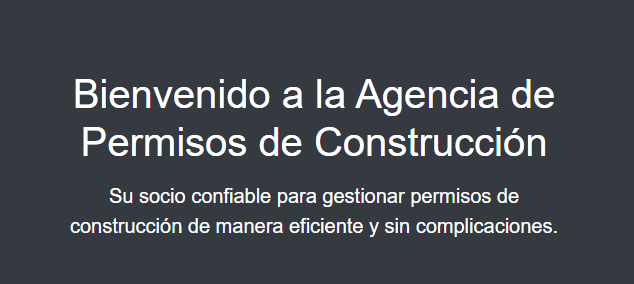 Bienvenido a la Agencia de
Permisos de Construcción
Su socio confiable para gestionar permisos de
construcción de manera eficiente y sin complicaciones.